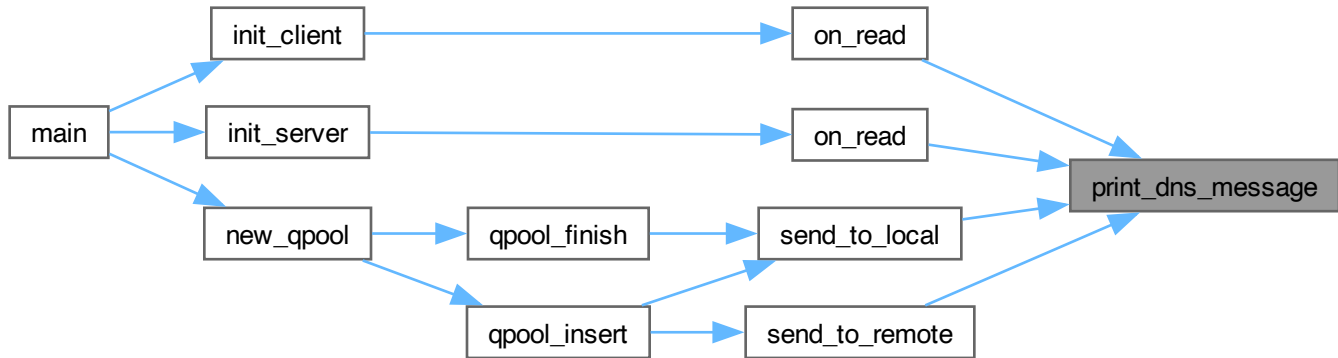 init_client
on_read
main
init_server
on_read
print_dns_message
new_qpool
qpool_finish
send_to_local
qpool_insert
send_to_remote